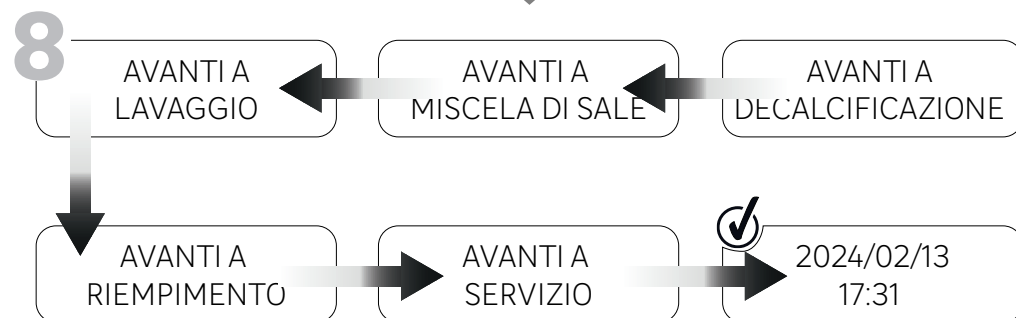 8
AVANTI A
DECALCIFICAZIONE
AVANTI A
MISCELA DI SALE
AVANTI A
LAVAGGIO
AVANTI A
RIEMPIMENTO
AVANTI A
SERVIZIO
2024/02/13
17:31